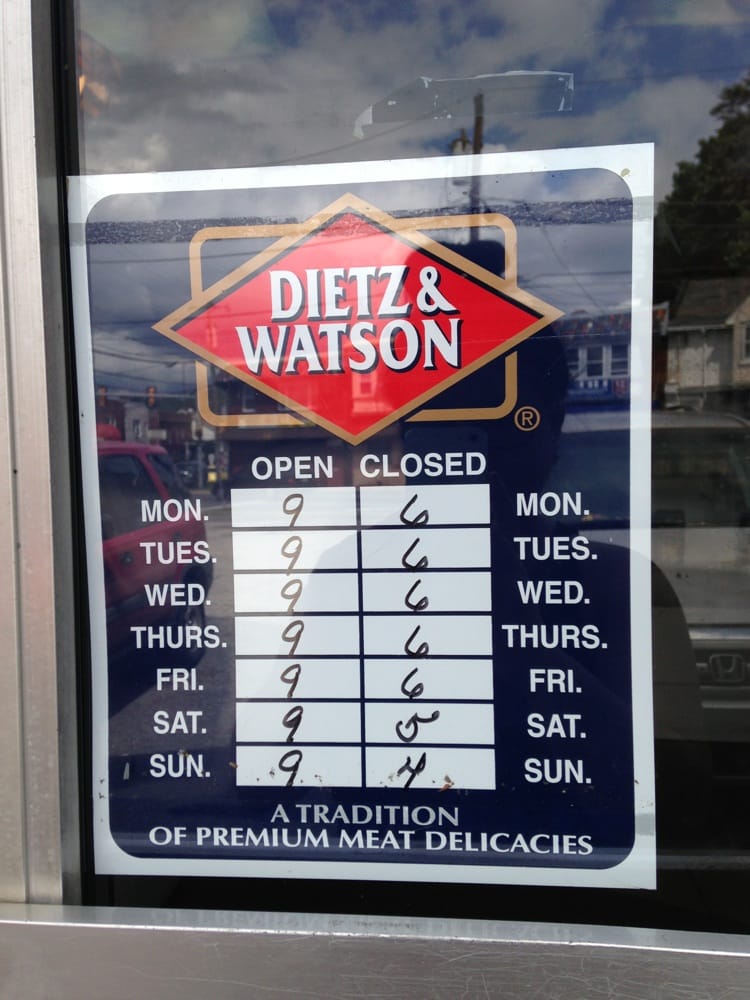 DIETZ &
WATSON
®
OPEN CLOSED
MON. 9 6 MON.
TUES. 9 6 TUES.
WED. 9 6 WED.
THURS. 9 6 THURS.
FRI. 9 6 FRI.
SAT. 9 5 SAT.
SUN. 9 4 SUN.
A TRADITION
OF PREMIUM MEAT DELICACIES